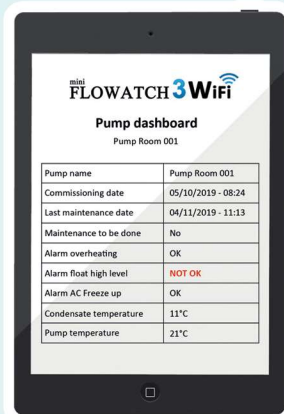 mini
FLOWATCH 3 WiFi
Pump dashboard
Pump Room 001
Pump name Pump Room 001
Commissioning date 05/10/2019 - 08:24
Last maintenance date 04/11/2019 - 11:13
Maintenance to be done No
Alarm overheating OK
Alarm float high level NOT OK
Alarm AC Freeze up OK
Condensate temperature 11°C
Pump temperature 21°C